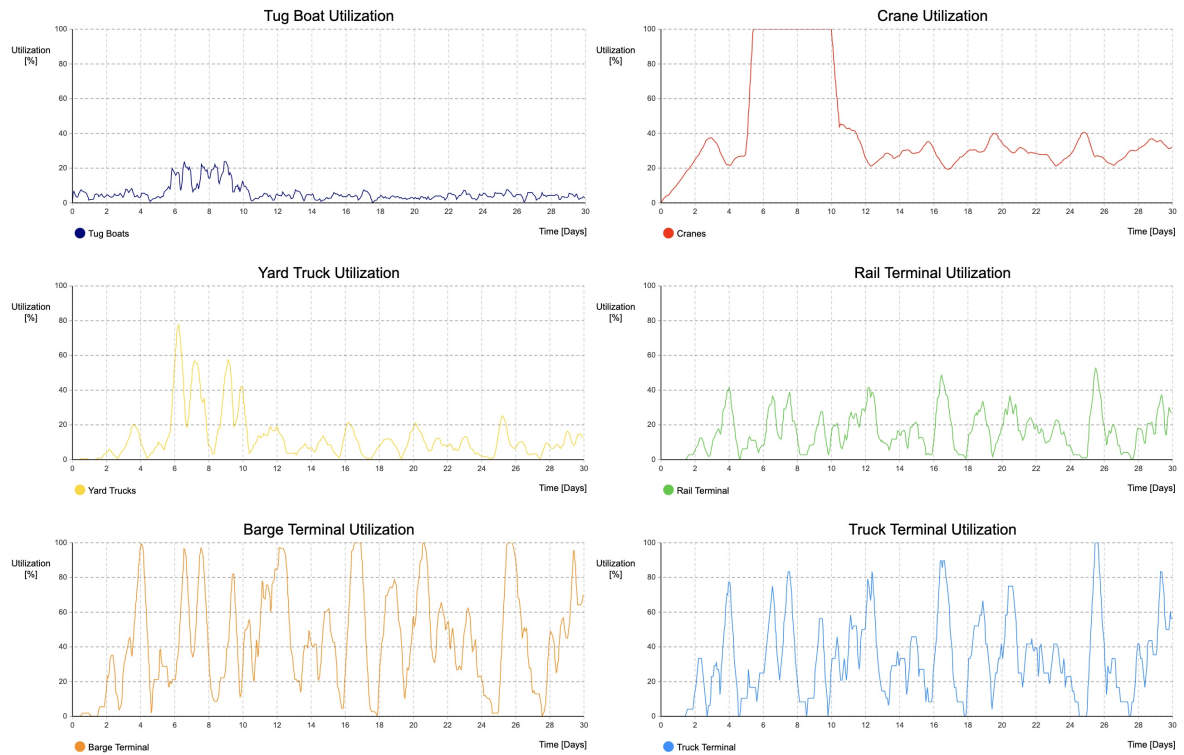 Tug Boat Utilization
Utilization
[%]
100
80
60
40
20
0
0 2 4 6 8 10 12 14 16 18 20 22 24 26 28 30
Time [Days]
Tug Boats
Crane Utilization
Utilization
[%]
100
80
60
40
20
0
0 2 4 6 8 10 12 14 16 18 20 22 24 26 28 30
Time [Days]
Cranes
Yard Truck Utilization
Utilization
[%]
100
80
60
40
20
0
0 2 4 6 8 10 12 14 16 18 20 22 24 26 28 30
Time [Days]
Yard Trucks
Rail Terminal Utilization
Utilization
[%]
100
80
60
40
20
0
0 2 4 6 8 10 12 14 16 18 20 22 24 26 28 30
Time [Days]
Rail Terminal
Barge Terminal Utilization
Utilization
[%]
100
80
60
40
20
0
0 2 4 6 8 10 12 14 16 18 20 22 24 26 28 30
Time [Days]
Barge Terminal
Truck Terminal Utilization
Utilization
[%]
100
80
60
40
20
0
0 2 4 6 8 10 12 14 16 18 20 22 24 26 28 30
Time [Days]
Truck Terminal